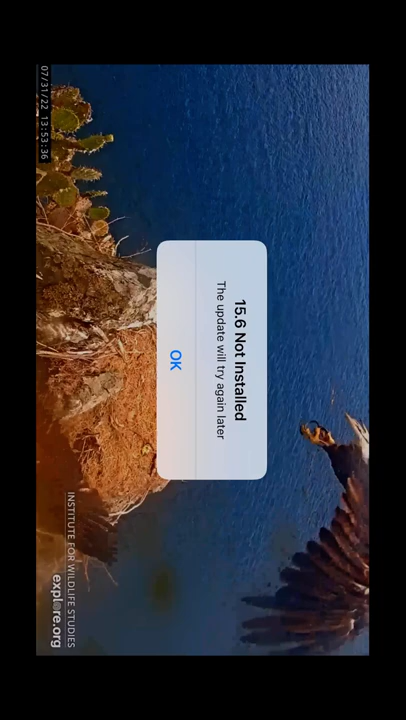 07/31/22 13:53:36
15.6 Not Installed
The update will try again later
OK
INSTITUTE FOR WILDLIFE STUDIES
explore.org